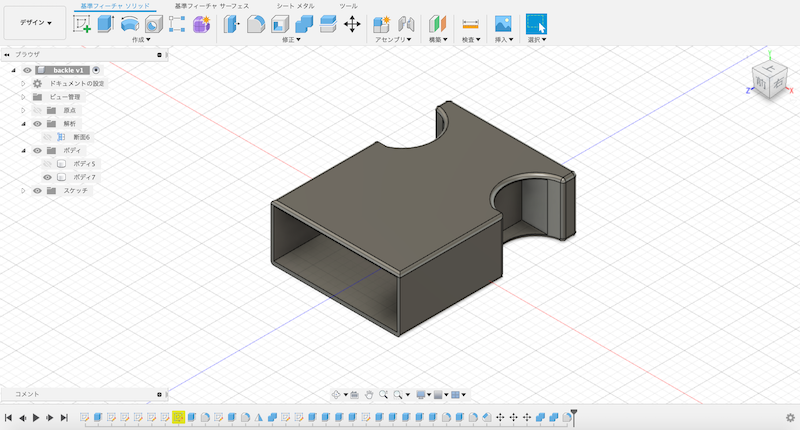 基準フィーチャ ソリッド 基準フィーチャ サーフェス シート メタル ツール
デザイン
作成 修正 アセンブリ 構築 検査 挿入 選択
ブラウザ
backle v1
ドキュメントの設定
ビュー管理
原点
解析
断面6
ボディ
ボディ5
ボディ7
スケッチ
上
前 右
Y
Z X
コメント